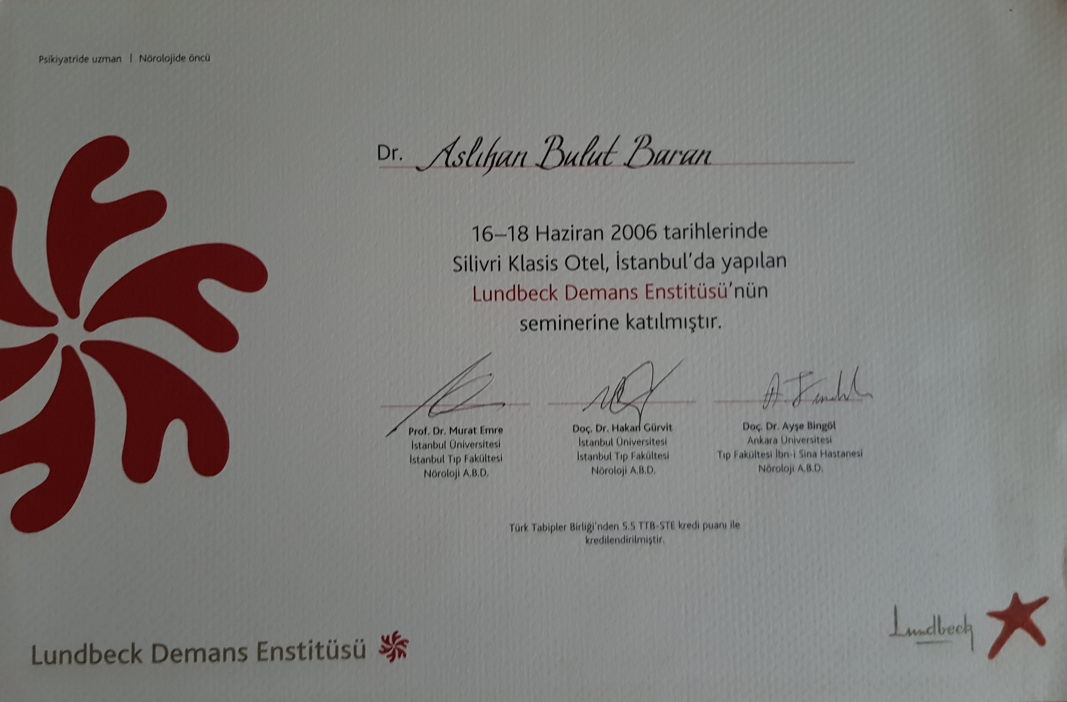 Psikiyatride uzman | Nörolojide öncü
Dr. Aslıhan Bulut Baran
16–18 Haziran 2006 tarihlerinde
Silivri Klasis Otel, İstanbul'da yapılan
Lundbeck Demans Enstitüsü'nün
seminerine katılmıştır.
Prof. Dr. Murat Emre
İstanbul Üniversitesi
İstanbul Tıp Fakültesi
Nöroloji A.B.D.
Doç. Dr. Hakan Gürvit
İstanbul Üniversitesi
İstanbul Tıp Fakültesi
Nöroloji A.B.D.
Doç. Dr. Ayşe Bingöl
Ankara Üniversitesi
Tıp Fakültesi İbn-i Sina Hastanesi
Nöroloji A.B.D.
Türk Tabipler Birliği'nden 5.5 TTB-STE kredi puanı ile
kredilendirilmiştir.
Lundbeck Demans Enstitüsü
Lundbeck